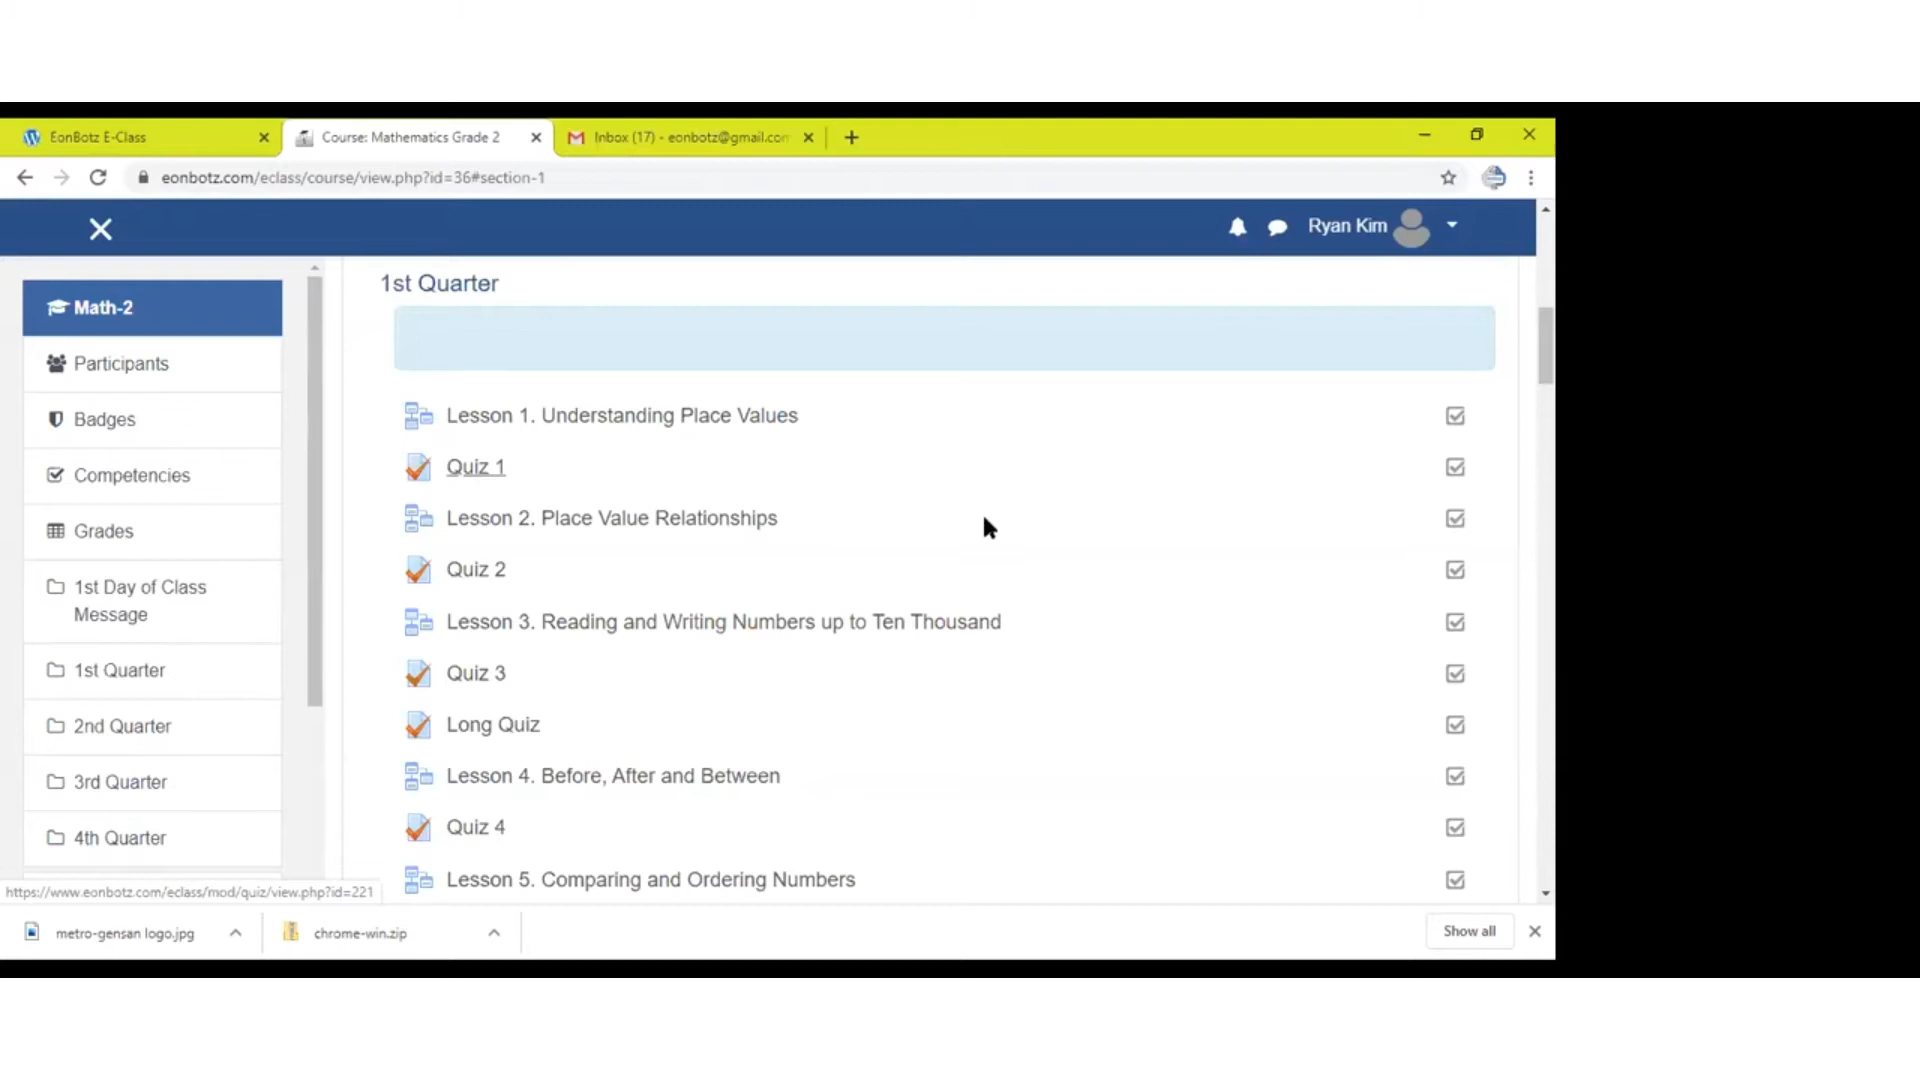 EonBotz E-Class
Course: Mathematics Grade 2
Inbox (17) - eonbotz@gmail.con
eonbotz.com/eclass/course/view.php?id=36#section-1
Ryan Kim
Math-2
Participants
Badges
Competencies
Grades
1st Day of Class
Message
1st Quarter
2nd Quarter
3rd Quarter
4th Quarter
1st Quarter
Lesson 1. Understanding Place Values
Quiz 1
Lesson 2. Place Value Relationships
Quiz 2
Lesson 3. Reading and Writing Numbers up to Ten Thousand
Quiz 3
Long Quiz
Lesson 4. Before, After and Between
Quiz 4
Lesson 5. Comparing and Ordering Numbers
https://www.eonbotz.com/eclass/mod/quiz/view.php?id=221
metro-gensan logo.jpg
chrome-win.zip
Show all